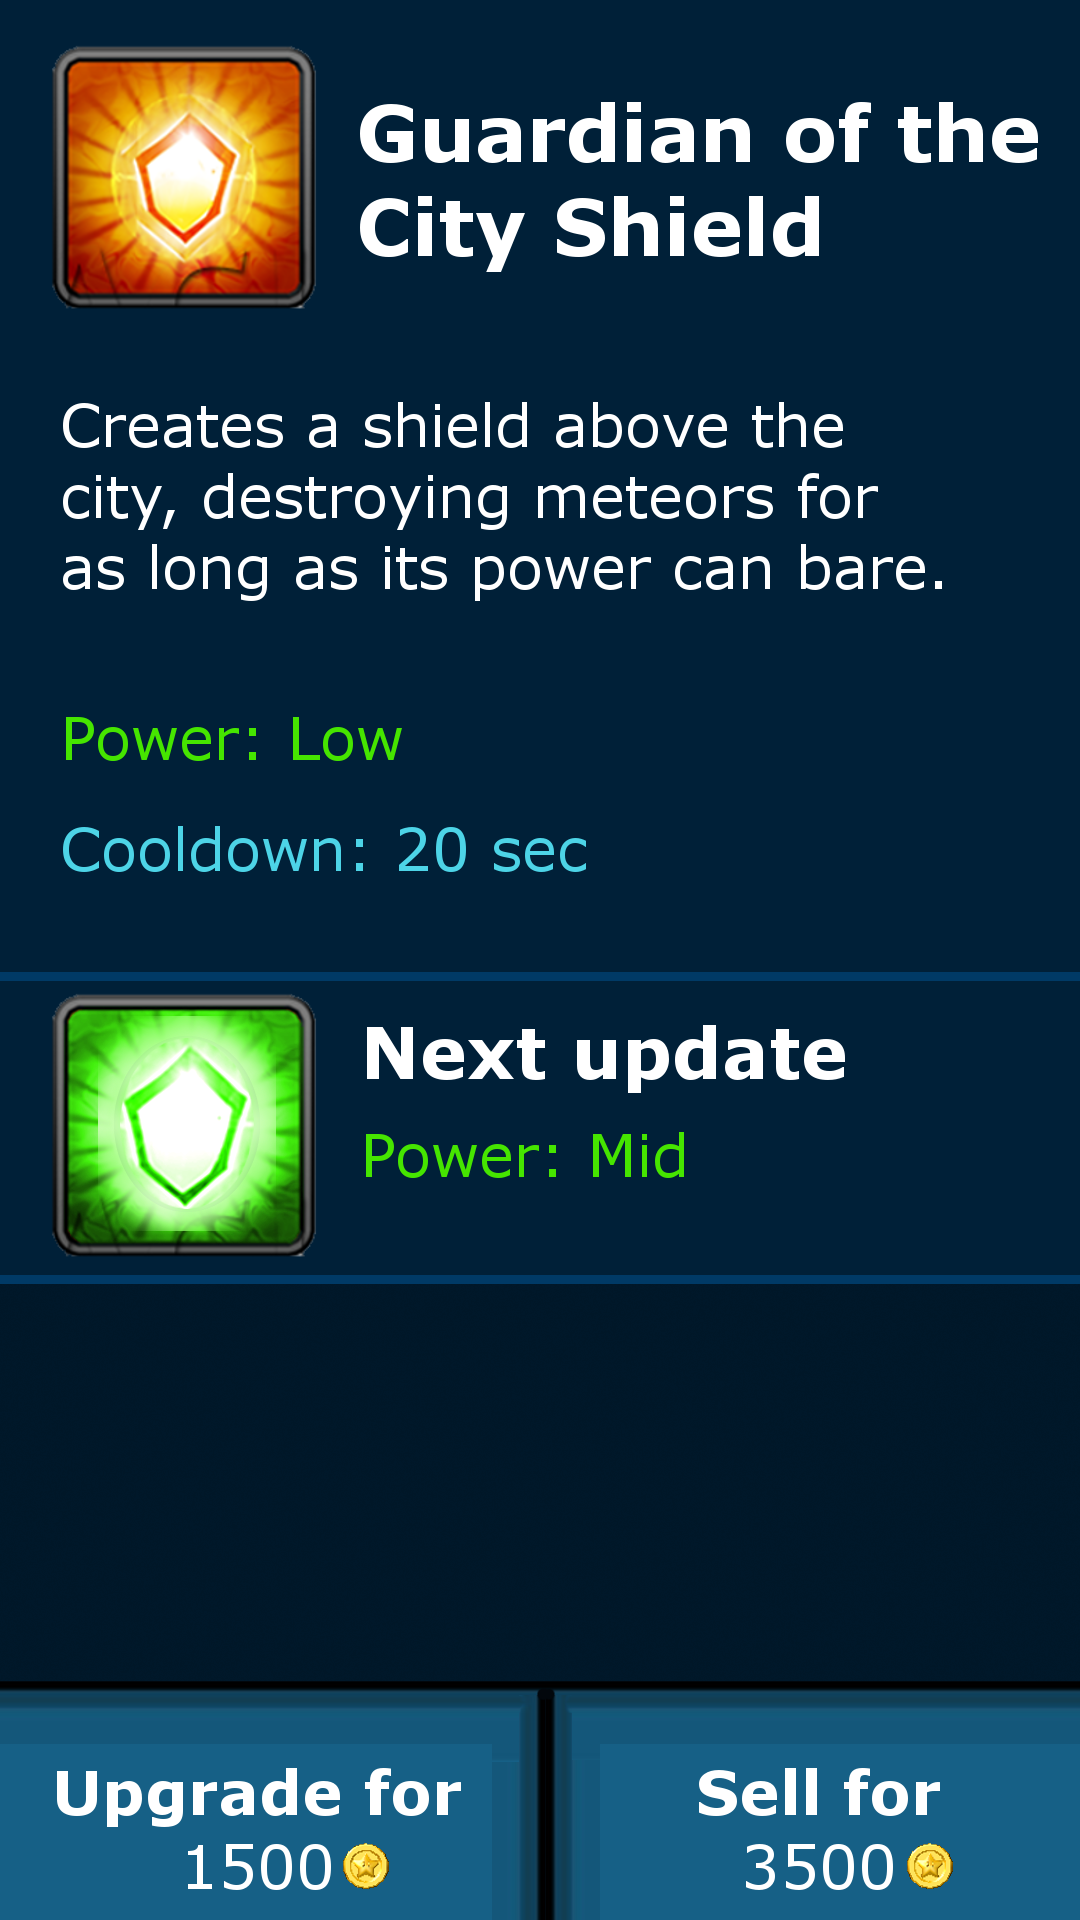 Guardian of the
City Shield
Creates a shield above the
city, destroying meteors for
as long as its power can bare.
Power: Low
Cooldown: 20 sec
Next update
Power: Mid
Upgrade for
1500
Sell for
3500